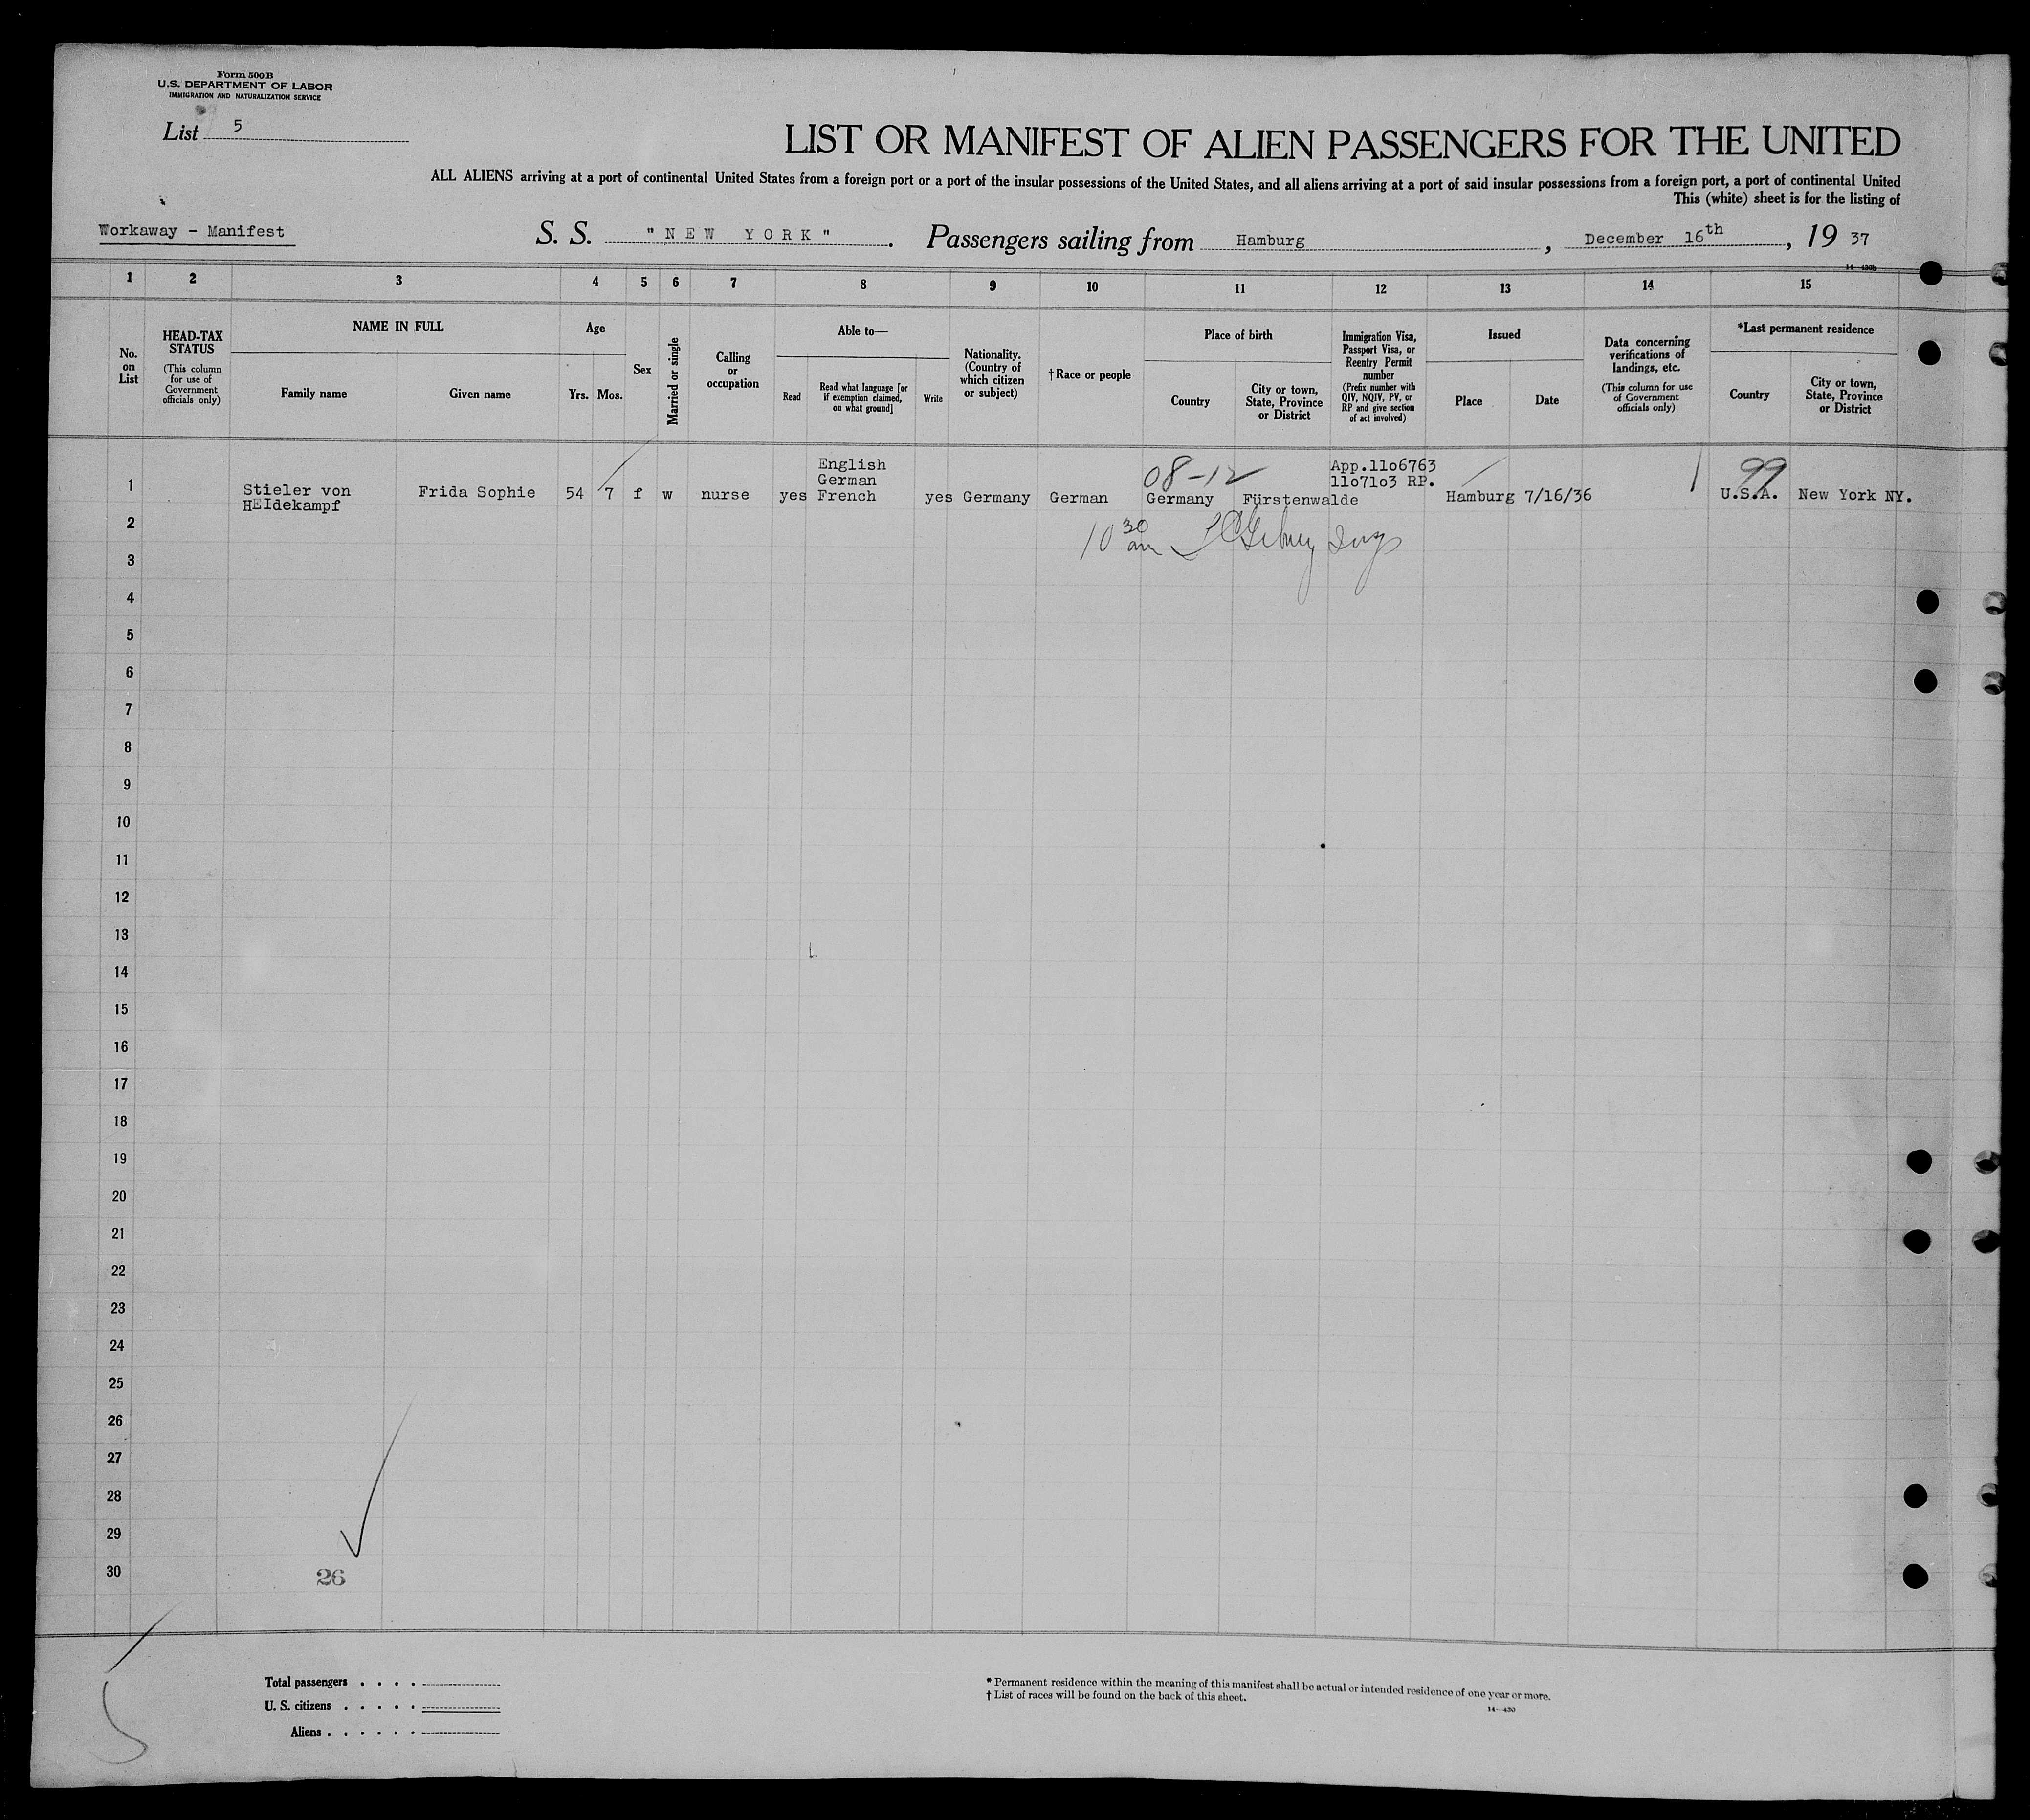 Form 500 B
U.S. DEPARTMENT OF LABOR
IMMIGRATION AND NATURALIZATION SERVICE
List 5
LIST OR MANIFEST OF ALIEN PASSENGERS FOR THE UNITED
ALL ALIENS arriving at a port of continental United States from a foreign port or a port of the insular possessions of the United States, and all aliens arriving at a port of said insular possessions from a foreign port, a port of continental United
This (white) sheet is for the listing of
Workaway - Manifest
S. S. "NEW YORK". Passengers sailing from Hamburg, December 16th, 19 37
14—430b
1 2 3 4 5 6 7 8 9 10 11 12 13 14 15
No. on List
HEAD-TAX STATUS
(This column for use of Government officials only)
NAME IN FULL
Family name
Given name
Age
Yrs. Mos.
Sex
Married or single
Calling or occupation
Able to—
Read
Read what language [or if exemption claimed, on what ground]
Write
Nationality. (Country of which citizen or subject)
†Race or people
Place of birth
Country
City or town, State, Province or District
Immigration Visa, Passport Visa, or Reentry Permit number
(Prefix number with QIV, NQIV, PV, or RP and give section of act involved)
Issued
Place
Date
Data concerning verifications of landings, etc.
(This column for use of Government officials only)
*Last permanent residence
Country
City or town, State, Province or District
English
German
08-12
App.11o6763
11o7103 RP.
99
1 Stieler von Frida Sophie 54 7 f w nurse yes French yes Germany German Germany Fürstenwalde Hamburg 7/16/36 U.S.A. New York NY.
HEIdekampf
2
10 30 am
3
4
5
6
7
8
9
10
11
12
13
14
15
16
17
18
19
20
21
22
23
24
25
26
27
28
29
30
26
Total passengers . . . .
U. S. citizens . . . . .
Aliens . . . . . .
* Permanent residence within the meaning of this manifest shall be actual or intended residence of one year or more.
† List of races will be found on the back of this sheet.
14—430